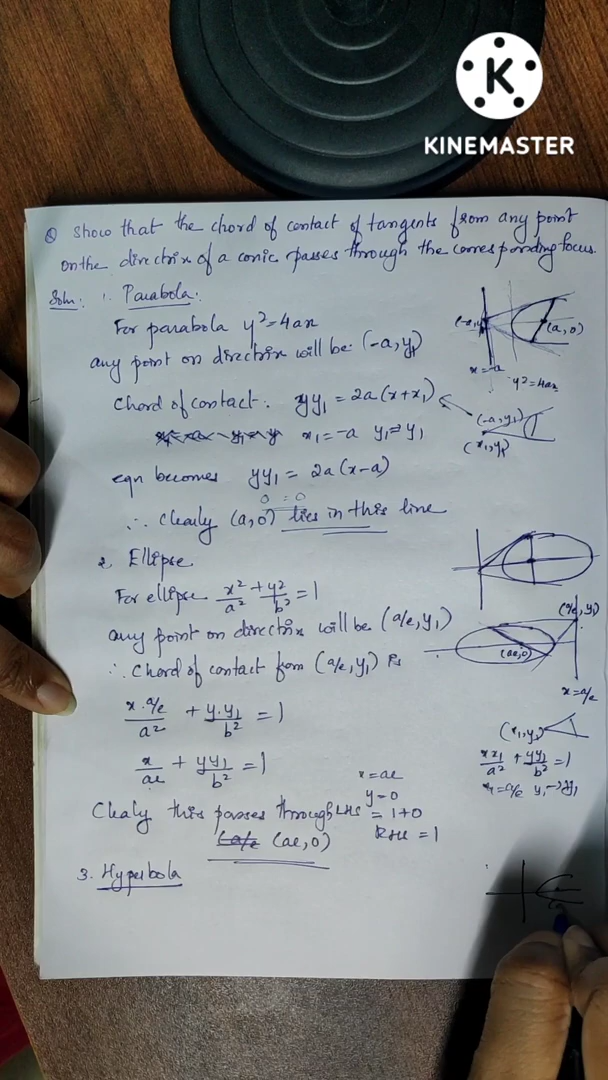 K
KINEMASTER
Q Show that the chord of contact of tangents from any point
on the directrix of a conic passes through the corresponding focus.
Soln: 1. Parabola:
For parabola y²=4ax
any point on directrix will be (-a, y₁)
(-a, y₁)
(a, 0)
x=-a
y²=4ax
Chord of contact: yy₁ = 2a(x+x₁)
(-a, y₁)
(x₁, y₁)
x₁=-a y₁=y₁
eqn becomes yy₁ = 2a(x-a)
0 = 0
∴ Clealy (a,0) lies in this line
2. Ellipse
For ellipse x²/a² + y²/b² = 1
any point on directrix will be (a/e, y₁)
∴ Chord of contact from (a/e, y₁) is
(a/e, y₁)
(ae, 0)
x=a/e
x·a/e/a² + y·y₁/b² = 1
x/ae + yy₁/b² = 1
(x₁, y₁)
xx₁/a² + yy₁/b² = 1
x₁=a/e y₁→y₁
x=ae
y=0
Clealy this passes through LHS = 1+0
(a/e (ae, 0) RHS = 1
3. Hyperbola